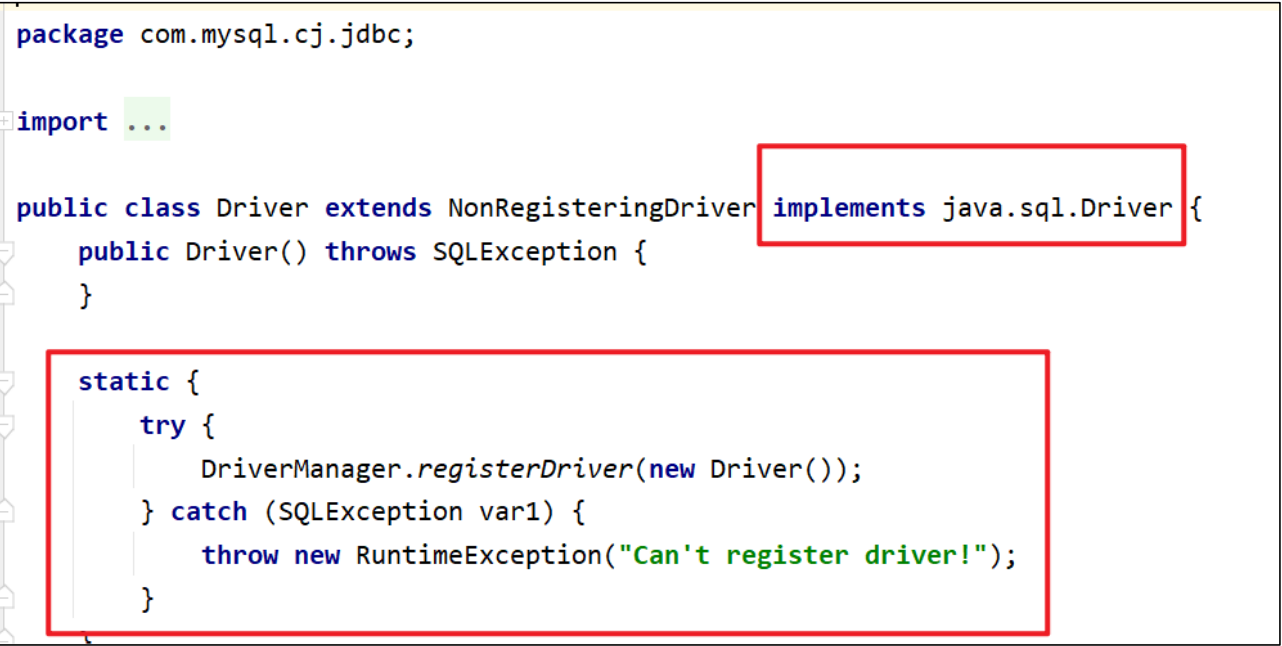 package com.mysql.cj.jdbc;
import ...
public class Driver extends NonRegisteringDriver implements java.sql.Driver {
public Driver() throws SQLException {
}
static {
try {
DriverManager.registerDriver(new Driver());
} catch (SQLException var1) {
throw new RuntimeException("Can't register driver!");
}